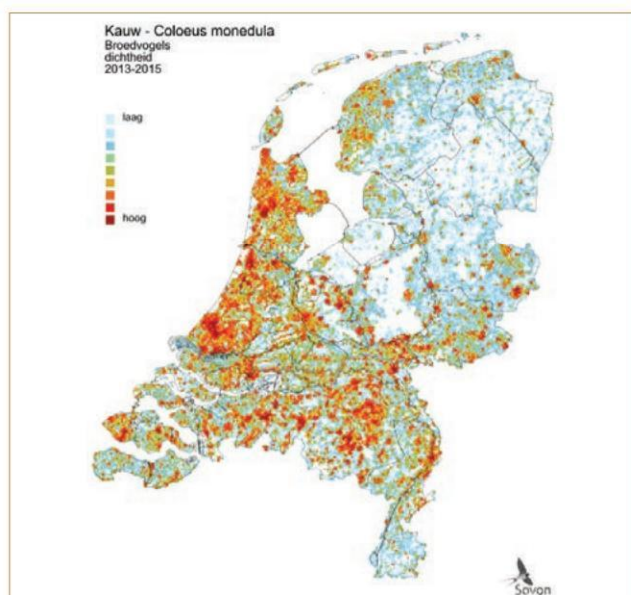 Kauw - Coloeus monedula
Broedvogels
dichtheid
2013-2015
laag
hoog
Sovon